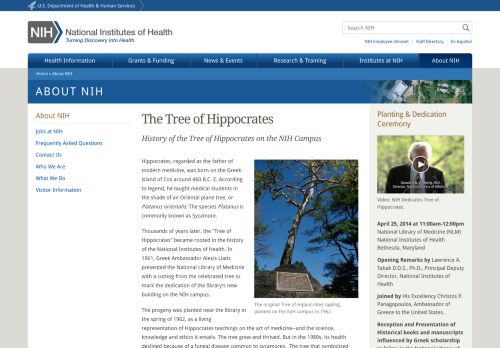 U.S. Department of Health & Human Services
NIH National Institutes of Health
Turning Discovery Into Health
Search NIH
NIH Employee Intranet Staff Directory En Español
Health Information Grants & Funding News & Events Research & Training Institutes at NIH About NIH
Home » About NIH
ABOUT NIH
About NIH
Jobs at NIH
Frequently Asked Questions
Contact Us
Who We Are
What We Do
Visitor Information
The Tree of Hippocrates
History of the Tree of Hippocrates on the NIH Campus
Hippocrates, regarded as the father of
modern medicine, was born on the Greek
island of Cos around 460 B.C. E. According
to legend, he taught medical students in
the shade of an Oriental plane tree, or
Platanus orientalis. The species Platanus is
commonly known as Sycamore.
Thousands of years later, the "Tree of
Hippocrates" became rooted in the history
of the National Institutes of Health. In
1961, Greek Ambassador Alexis Liatis
presented the National Library of Medicine
with a cutting from the celebrated tree to
mark the dedication of the library's new
building on the NIH campus.
The original Tree of Hippocrates sapling,
planted on the NIH campus in 1962.
The progeny was planted near the library in
the spring of 1962, as a living
representation of Hippocrates teachings on the art of medicine—and the science,
knowledge and ethics it entails. The tree grew and thrived. But in the 1980s, its health
declined because of a fungal disease common to sycamores. The tree that symbolized
Planting & Dedication
Ceremony
Director, National Library of Medicine
Video: NIH Dedicates Tree of
Hippocrates.
April 25, 2014 at 11:00am-12:00pm
National Library of Medicine (NLM)
National Institutes of Health
Bethesda, Maryland
Opening Remarks by Lawrence A.
Tabak D.D.S., Ph.D., Principal Deputy
Director, National Institutes of
Health
Joined by His Excellency Christos P.
Panagopoulos, Ambassador of
Greece to the United States.
Reception and Presentation of
Historical books and manuscripts
influenced by Greek scholarship